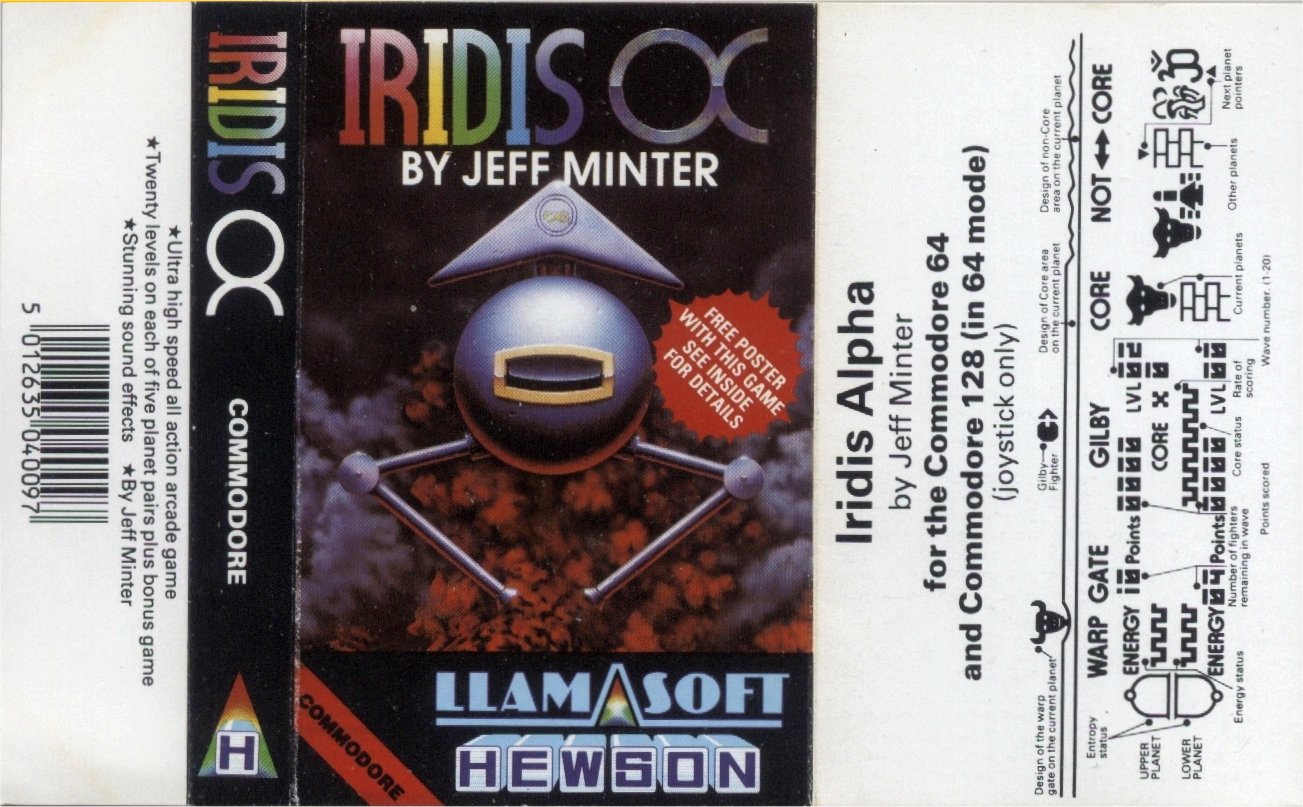 ★Ultra high speed all action arcade game
★Twenty levels on each of five planet pairs plus bonus game
★Stunning sound effects ★By Jeff Minter
5 012635 040097
IRIDIS α
COMMODORE
H
IRIDIS α
BY JEFF MINTER
FREE POSTER
WITH THIS GAME
SEE INSIDE
FOR DETAILS
COMMODORE
LLAMASOFT
HEWSON
Iridis Alpha
by Jeff Minter
for the Commodore 64
and Commodore 128 (in 64 mode)
(joystick only)
Design of the warp
gate on the current planet
Gilby
Fighter
Design of Core area
on the current planet
Design of non-Core
area on the current planet
WARP GATE GILBY CORE NOT ↔ CORE
Entropy
status
UPPER
PLANET
LOWER
PLANET
ENERGY
Points
LVL
CORE
ENERGY
Points
LVL
Energy status
Number of fighters
remaining in wave
Points scored
Core status
Rate of
scoring
Wave number. (1-20)
Current planets
Other planets
Next planet
pointers